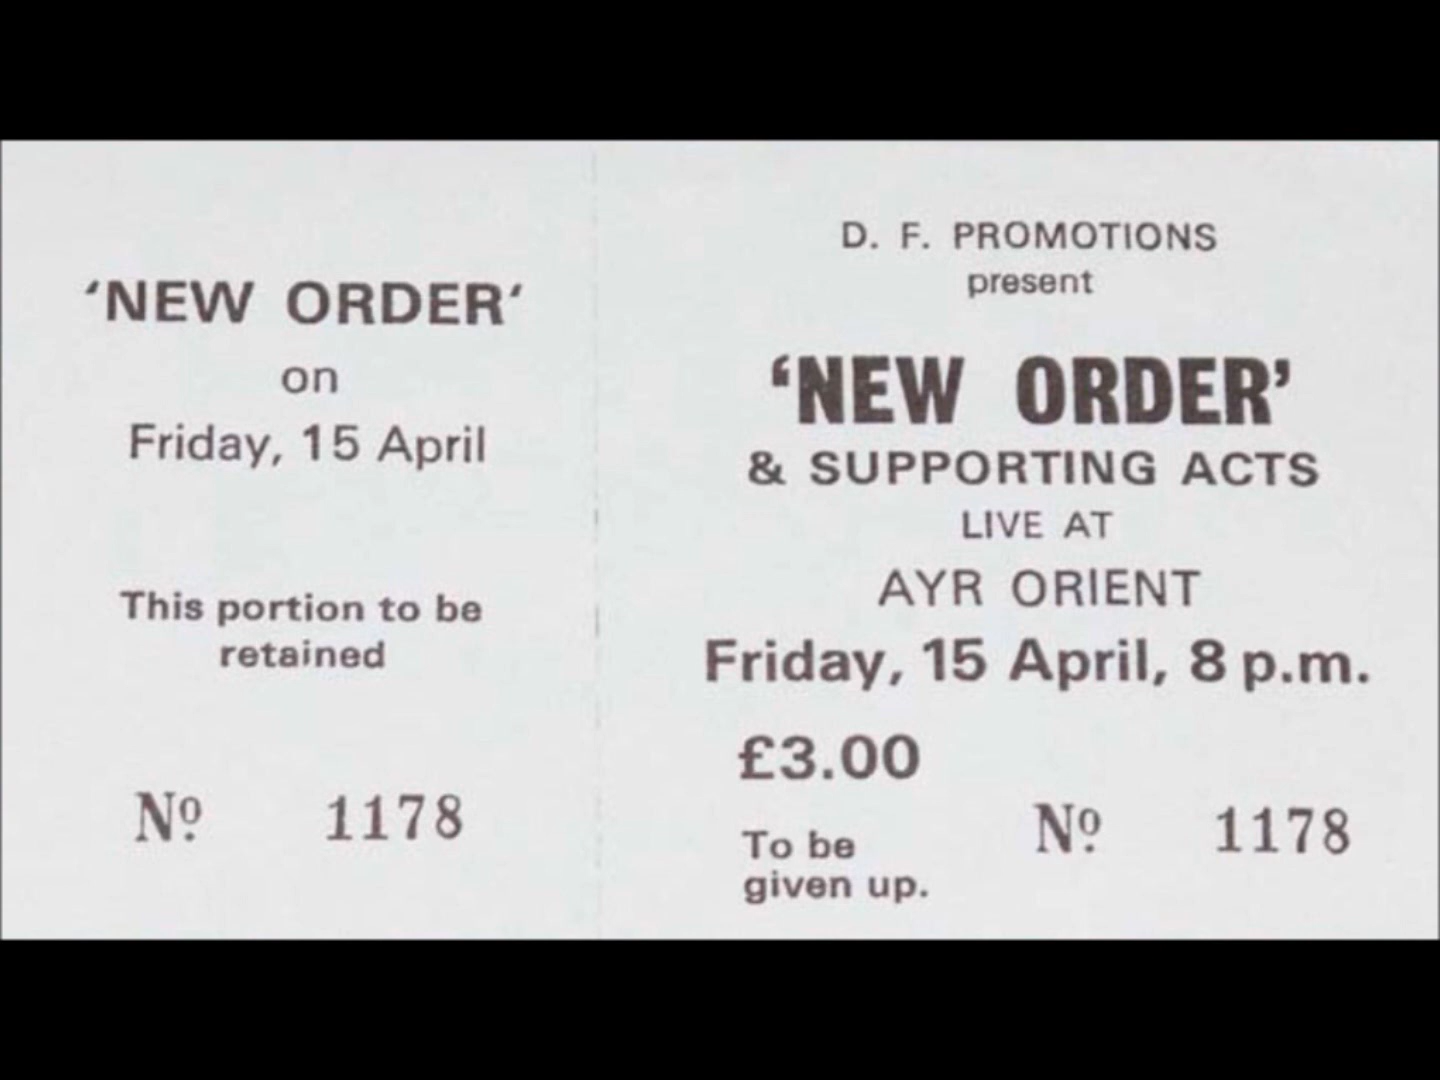 'NEW ORDER'
on
Friday, 15 April
This portion to be
retained
Nº 1178
D. F. PROMOTIONS
present
'NEW ORDER'
& SUPPORTING ACTS
LIVE AT
AYR ORIENT
Friday, 15 April, 8 p.m.
£3.00
To be
given up.
Nº 1178